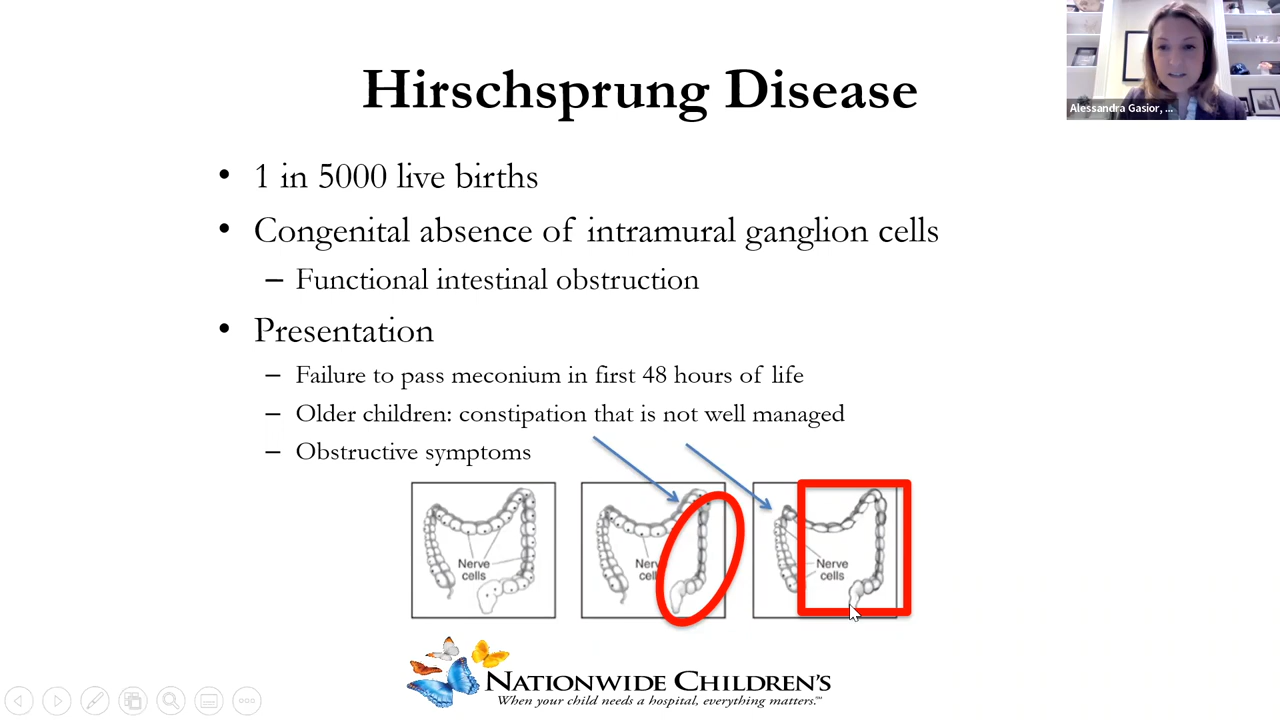 Hirschsprung Disease
Alessandra Gasior, ...
• 1 in 5000 live births
• Congenital absence of intramural ganglion cells
– Functional intestinal obstruction
• Presentation
– Failure to pass meconium in first 48 hours of life
– Older children: constipation that is not well managed
– Obstructive symptoms
Nerve
cells
Nerv
cell
Nerve
cells
NATIONWIDE CHILDREN'S
When your child needs a hospital, everything matters.™